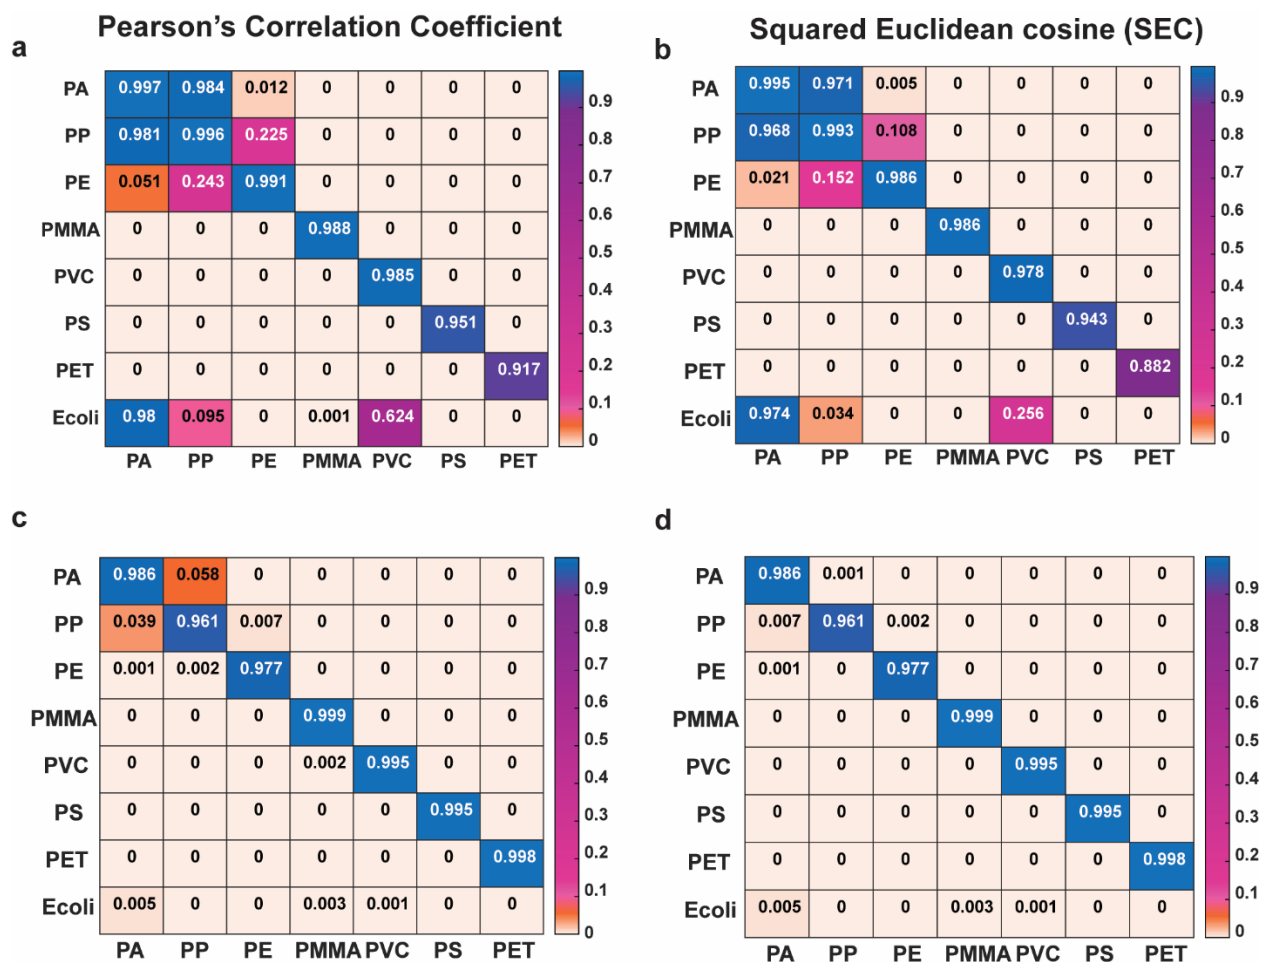 Pearson's Correlation Coefficient
Squared Euclidean cosine (SEC)
a
PA 0.997 0.984 0.012 0 0 0 0
PP 0.981 0.996 0.225 0 0 0 0
PE 0.051 0.243 0.991 0 0 0 0
PMMA 0 0 0 0.988 0 0 0
PVC 0 0 0 0 0.985 0 0
PS 0 0 0 0 0 0.951 0
PET 0 0 0 0 0 0 0.917
Ecoli 0.98 0.095 0 0.001 0.624 0 0
PA PP PE PMMA PVC PS PET
0.9
0.8
0.7
0.6
0.5
0.4
0.3
0.2
0.1
0
b
PA 0.995 0.971 0.005 0 0 0 0
PP 0.968 0.993 0.108 0 0 0 0
PE 0.021 0.152 0.986 0 0 0 0
PMMA 0 0 0 0.986 0 0 0
PVC 0 0 0 0 0.978 0 0
PS 0 0 0 0 0 0.943 0
PET 0 0 0 0 0 0 0.882
Ecoli 0.974 0.034 0 0 0.256 0 0
PA PP PE PMMA PVC PS PET
0.9
0.8
0.7
0.6
0.5
0.4
0.3
0.2
0.1
0
c
PA 0.986 0.058 0 0 0 0 0
PP 0.039 0.961 0.007 0 0 0 0
PE 0.001 0.002 0.977 0 0 0 0
PMMA 0 0 0 0.999 0 0 0
PVC 0 0 0 0.002 0.995 0 0
PS 0 0 0 0 0 0.995 0
PET 0 0 0 0 0 0 0.998
Ecoli 0.005 0 0 0.003 0.001 0 0
PA PP PE PMMA PVC PS PET
0.9
0.8
0.7
0.6
0.5
0.4
0.3
0.2
0.1
0
d
PA 0.986 0.001 0 0 0 0 0
PP 0.007 0.961 0.002 0 0 0 0
PE 0.001 0 0.977 0 0 0 0
PMMA 0 0 0 0.999 0 0 0
PVC 0 0 0 0 0.995 0 0
PS 0 0 0 0 0 0.995 0
PET 0 0 0 0 0 0 0.998
Ecoli 0.005 0 0 0.003 0.001 0 0
PA PP PE PMMA PVC PS PET
0.9
0.8
0.7
0.6
0.5
0.4
0.3
0.2
0.1
0